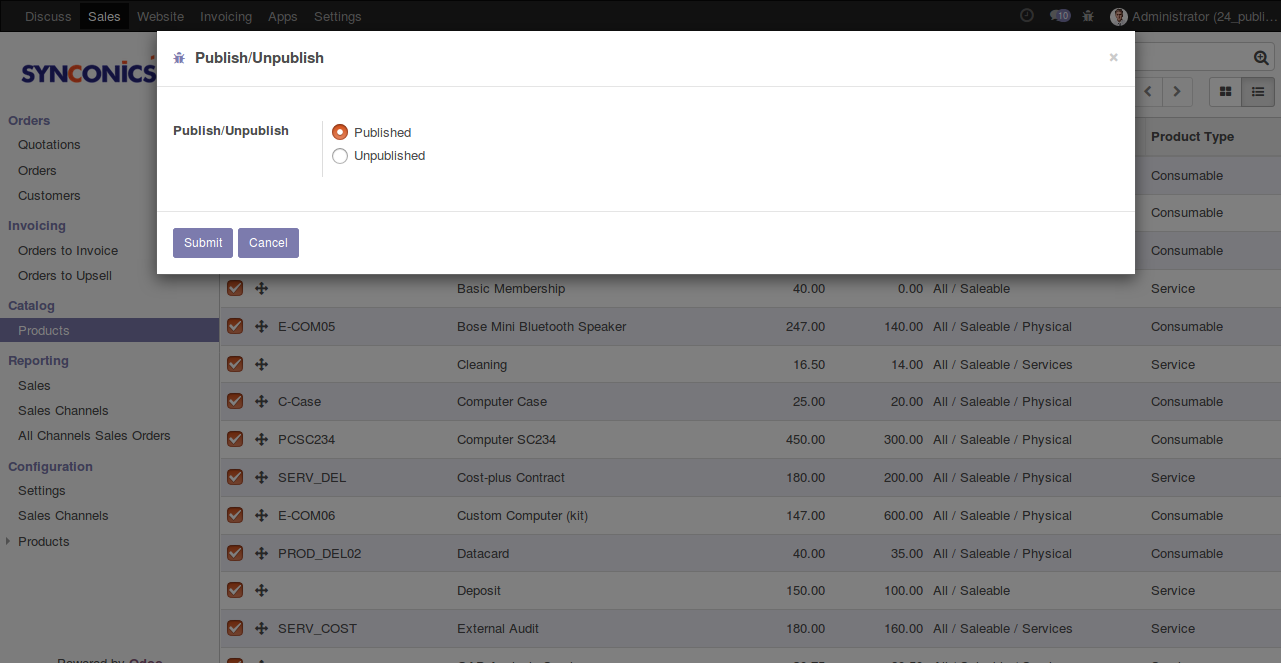 Discuss Sales Website Invoicing Apps Settings 10 Administrator (24_publi...
SYNCONICS
Publish/Unpublish ×
Publish/Unpublish
Published
Unpublished
Submit Cancel
Orders
Quotations
Orders
Customers
Invoicing
Orders to Invoice
Orders to Upsell
Catalog
Products
Reporting
Sales
Sales Channels
All Channels Sales Orders
Configuration
Settings
Sales Channels
Products
Powered by Odoo
Product Type
Consumable
Consumable
Consumable
Basic Membership 40.00 0.00 All / Saleable Service
E-COM05 Bose Mini Bluetooth Speaker 247.00 140.00 All / Saleable / Physical Consumable
Cleaning 16.50 14.00 All / Saleable / Services Service
C-Case Computer Case 25.00 20.00 All / Saleable / Physical Consumable
PCSC234 Computer SC234 450.00 300.00 All / Saleable / Physical Consumable
SERV_DEL Cost-plus Contract 180.00 200.00 All / Saleable / Physical Service
E-COM06 Custom Computer (kit) 147.00 600.00 All / Saleable / Physical Consumable
PROD_DEL02 Datacard 40.00 35.00 All / Saleable / Physical Consumable
Deposit 150.00 100.00 All / Saleable Service
SERV_COST External Audit 180.00 160.00 All / Saleable / Services Service